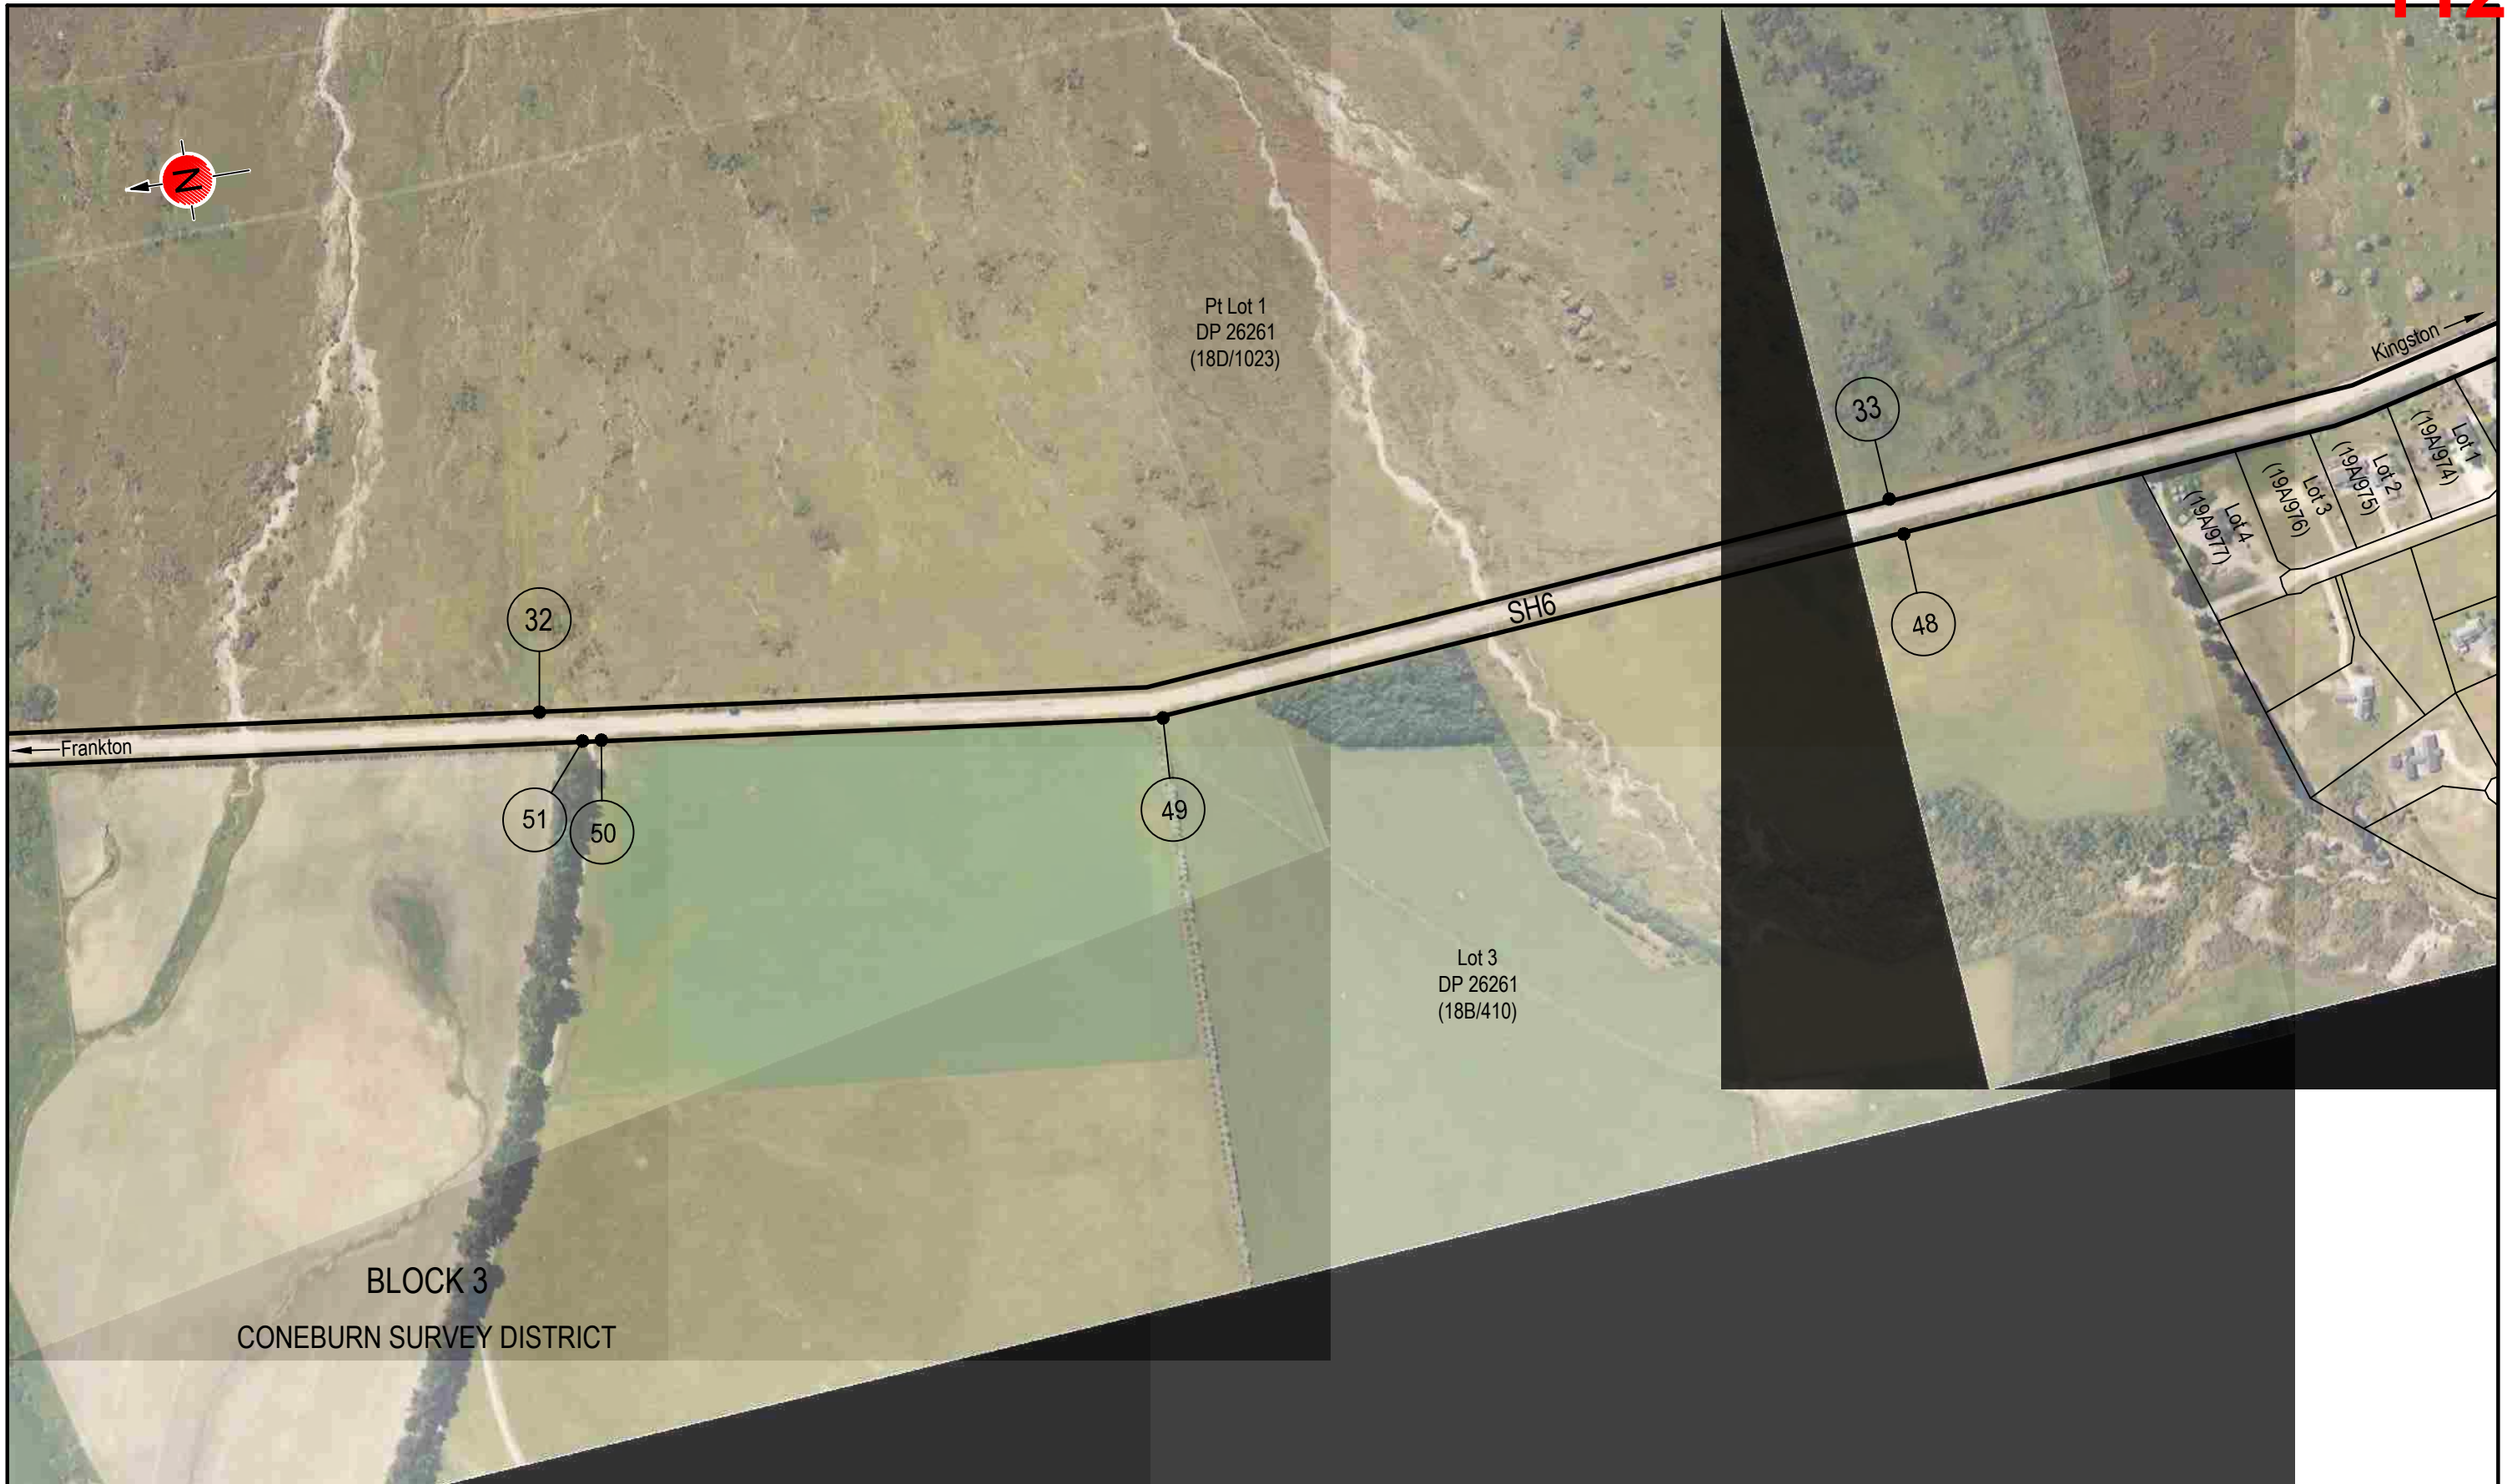 N
Pt Lot 1
DP 26261
(18D/1023)
Kingston
33
Lot 1
(19A/974)
Lot 2
(19A/975)
Lot 3
(19A/976)
Lot 4
(19A/977)
32
SH6
48
Frankton
51
50
49
Lot 3
DP 26261
(18B/410)
BLOCK 3
CONEBURN SURVEY DISTRICT